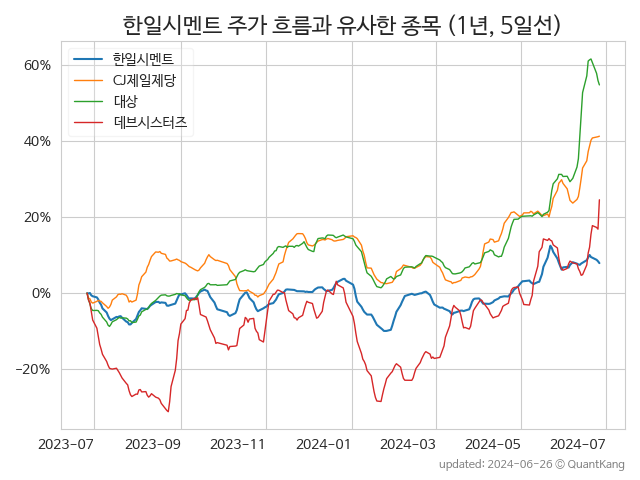 한일시멘트 주가 흐름과 유사한 종목 (1년, 5일선)
한일시멘트
CJ제일제당
대상
데브시스터즈
60%
40%
20%
0%
−20%
2023-07 2023-09 2023-11 2024-01 2024-03 2024-05 2024-07
updated: 2024-06-26 © QuantKang